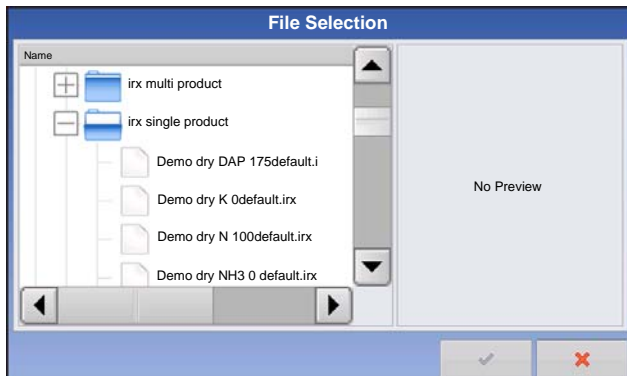 File Selection
Name
irx multi product
irx single product
Demo dry DAP 175default.i
Demo dry K 0default.irx
Demo dry N 100default.irx
Demo dry NH3 0 default.irx
No Preview